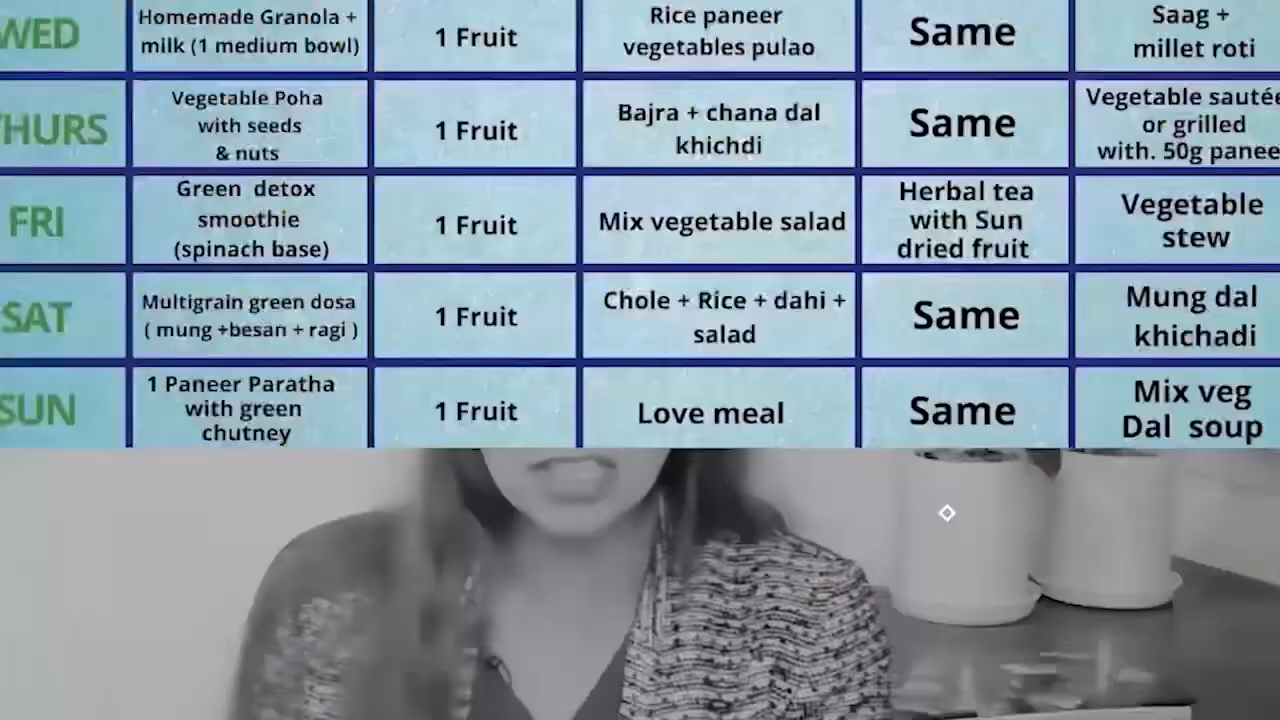 WED
Homemade Granola +
milk (1 medium bowl)
1 Fruit
Rice paneer
vegetables pulao
Same
Saag +
millet roti
THURS
Vegetable Poha
with seeds
& nuts
1 Fruit
Bajra + chana dal
khichdi
Same
Vegetable sautée
or grilled
with. 50g panee
FRI
Green detox
smoothie
(spinach base)
1 Fruit
Mix vegetable salad
Herbal tea
with Sun
dried fruit
Vegetable
stew
SAT
Multigrain green dosa
( mung +besan + ragi )
1 Fruit
Chole + Rice + dahi +
salad
Same
Mung dal
khichadi
SUN
1 Paneer Paratha
with green
chutney
1 Fruit
Love meal
Same
Mix veg
Dal soup